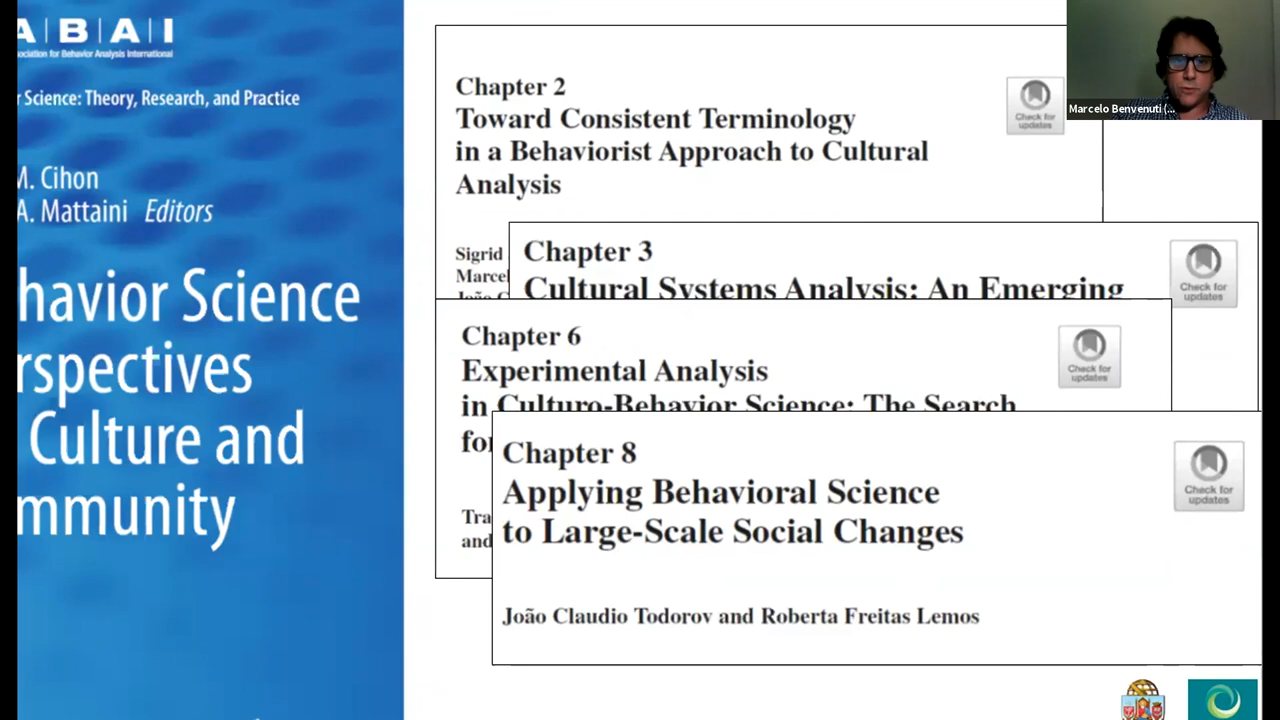 A|B|A|I
ociation for Behavior Analysis International
r Science: Theory, Research, and Practice
M. Cihon
A. Mattaini Editors
havior Science
rspectives
Culture and
mmunity
Chapter 2
Toward Consistent Terminology
in a Behaviorist Approach to Cultural
Analysis
Check for
updates
Sigrid
Marcel
Chapter 3
Cultural Systems Analysis: An Emerging
Check for
updates
Chapter 6
Experimental Analysis
in Culturo-Behavior Science: The Search
for
Check for
updates
Tra
and
Chapter 8
Applying Behavioral Science
to Large-Scale Social Changes
Check for
updates
João Claudio Todorov and Roberta Freitas Lemos
Marcelo Benvenuti (...